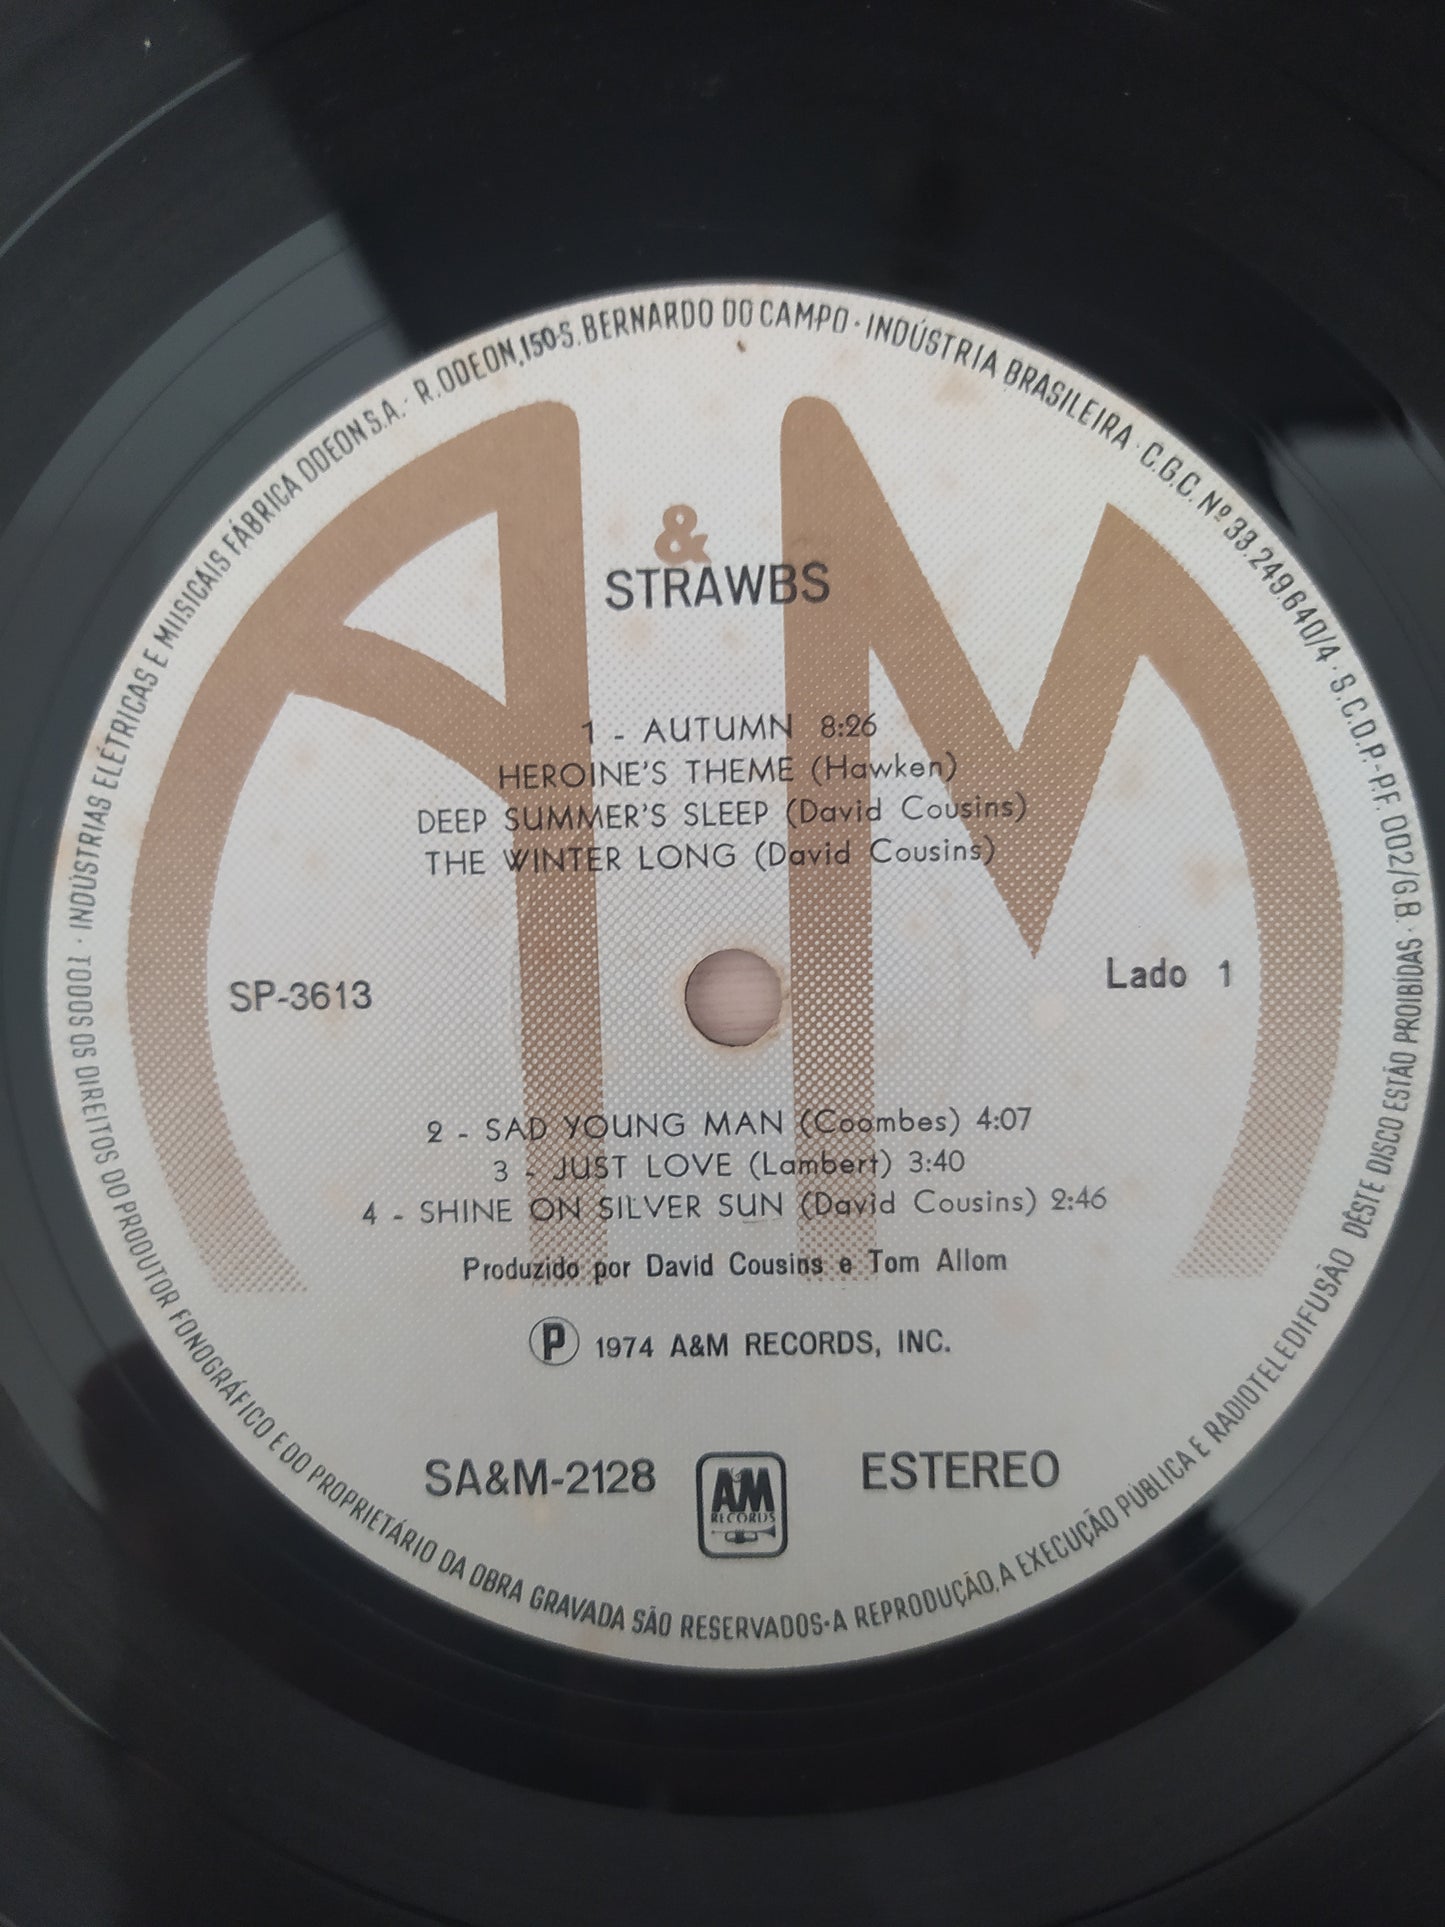 INDÚSTRIAS ELÉTRICAS E MUSICAIS FÁBRICA ODEON S.A. · R. ODEON, 150-S. BERNARDO DO CAMPO · INDÚSTRIA BRASILEIRA · C.G.C. Nº 33.249.640/4 · S.C.D.P.-P.F. 002/G.B. ·
A & M
STRAWBS
1 - AUTUMN 8:26
HEROINE'S THEME (Hawken)
DEEP SUMMER'S SLEEP (David Cousins)
THE WINTER LONG (David Cousins)
SP-3613
Lado 1
2 - SAD YOUNG MAN (Coombes) 4:07
3 - JUST LOVE (Lambert) 3:40
4 - SHINE ON SILVER SUN (David Cousins) 2:46
Produzido por David Cousins e Tom Allom
Ⓟ 1974 A&M RECORDS, INC.
SA&M-2128
AM
RECORDS
ESTEREO
TODOS OS DIREITOS DO PRODUTOR FONOGRÁFICO E DO PROPRIETÁRIO DA OBRA GRAVADA SÃO RESERVADOS·A REPRODUÇÃO, A EXECUÇÃO PÚBLICA E RADIOTELEDIFUSÃO DÊSTE DISCO ESTÃO PROIBIDAS ·